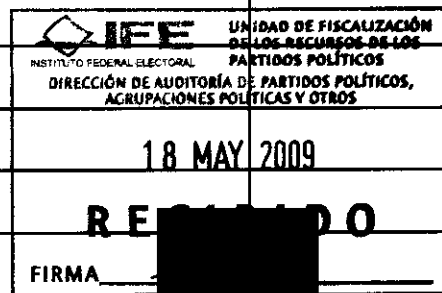 IFE
INSTITUTO FEDERAL ELECTORAL
UNIDAD DE FISCALIZACIÓN
DE LOS RECURSOS DE LOS
PARTIDOS POLÍTICOS
DIRECCIÓN DE AUDITORÍA DE PARTIDOS POLÍTICOS,
AGRUPACIONES POLÍTICAS Y OTROS
18 MAY 2009
FIRMA